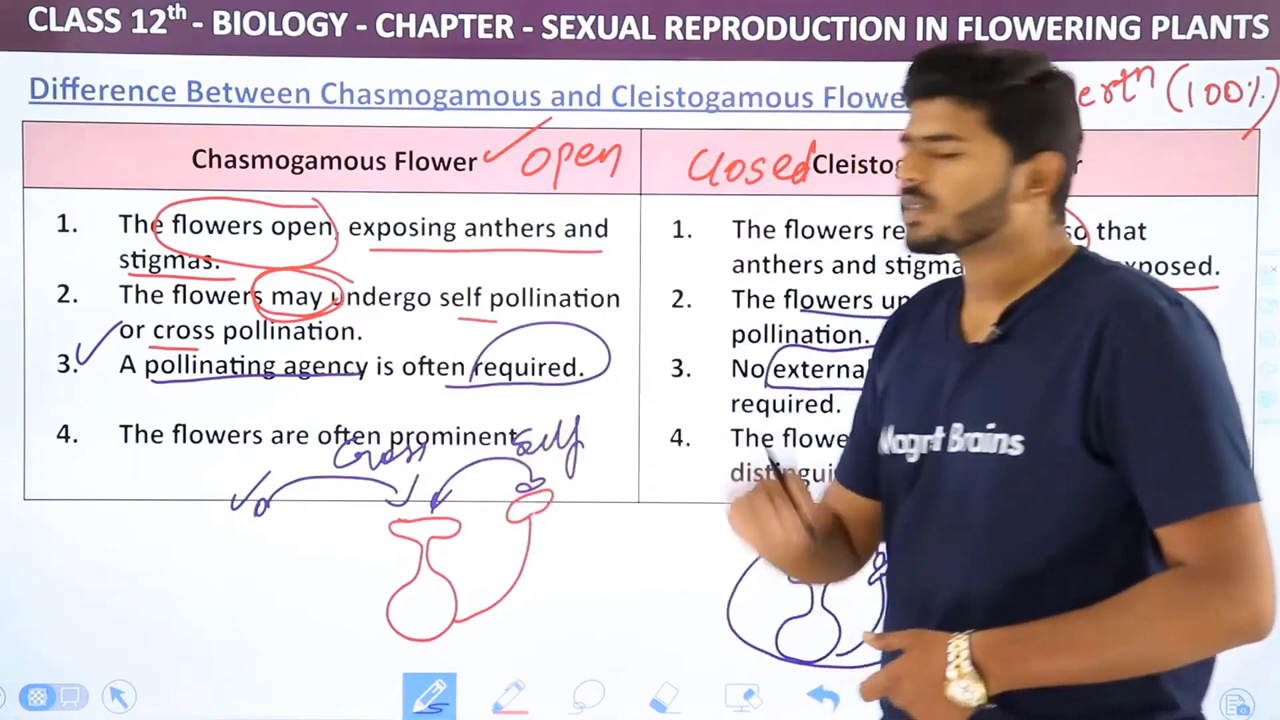 CLASS 12th - BIOLOGY - CHAPTER - SEXUAL REPRODUCTION IN FLOWERING PLANTS
Difference Between Chasmogamous and Cleistogamous Flowe
(100%)
Chasmogamous Flower open
Closed Cleistog
1. The flowers open, exposing anthers and
stigmas.
2. The flowers may undergo self pollination
or cross pollination.
3. A pollinating agency is often required.
4. The flowers are often prominent
Cross self
1. The flowers re so that
anthers and stigma exposed.
2. The flowers un
pollination.
3. No external
required.
4. The flowe
distingui
Magnet Brains